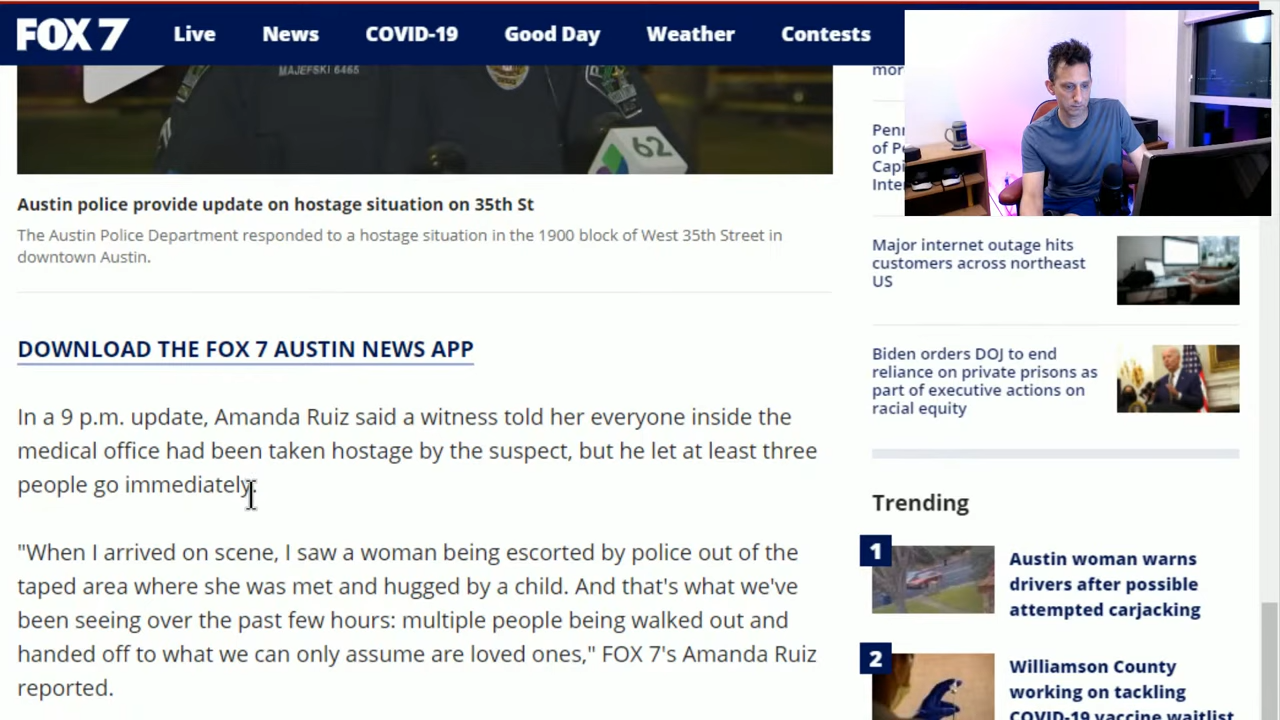 FOX 7
Live
News
COVID-19
Good Day
Weather
Contests
MAJEFSKI 6465
62
Austin police provide update on hostage situation on 35th St
The Austin Police Department responded to a hostage situation in the 1900 block of West 35th Street in
downtown Austin.
DOWNLOAD THE FOX 7 AUSTIN NEWS APP
In a 9 p.m. update, Amanda Ruiz said a witness told her everyone inside the
medical office had been taken hostage by the suspect, but he let at least three
people go immediately.
"When I arrived on scene, I saw a woman being escorted by police out of the
taped area where she was met and hugged by a child. And that's what we've
been seeing over the past few hours: multiple people being walked out and
handed off to what we can only assume are loved ones," FOX 7's Amanda Ruiz
reported.
of
Major internet outage hits
customers across northeast
US
Biden orders DOJ to end
reliance on private prisons as
part of executive actions on
racial equity
Trending
1
Austin woman warns
drivers after possible
attempted carjacking
2
Williamson County
working on tackling
COVID-19 vaccine waitlist